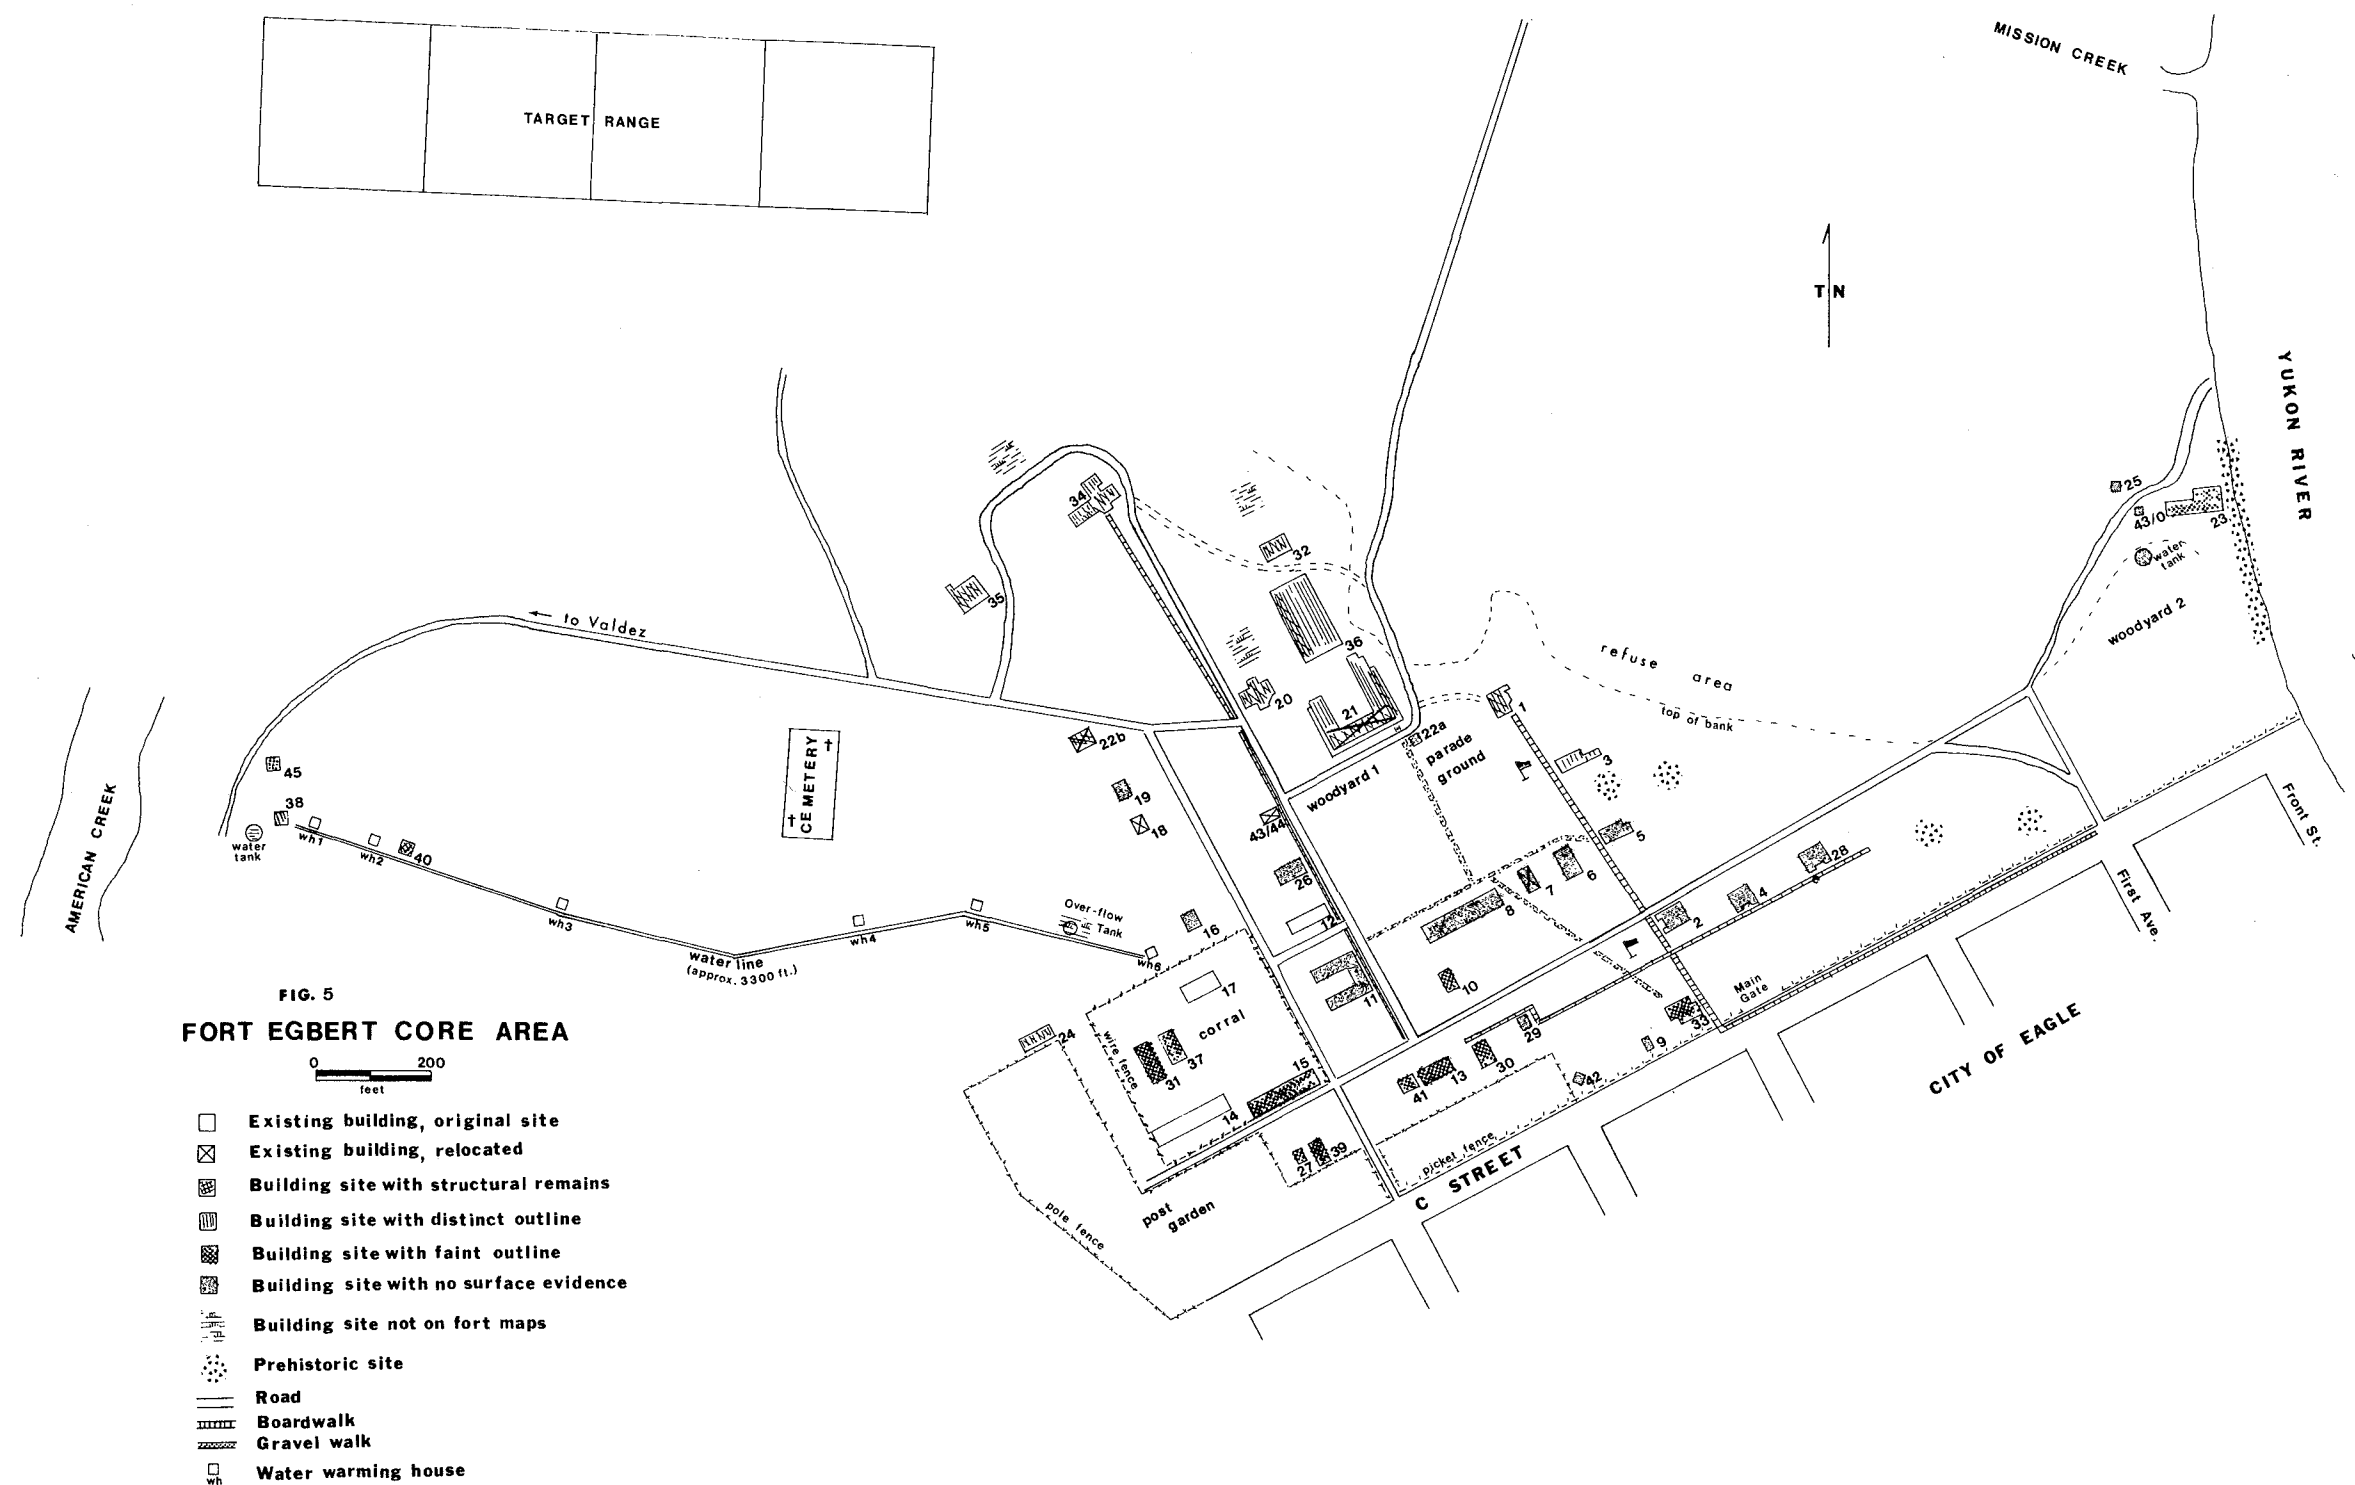 MISSION CREEK
TARGET RANGE
T N
YUKON RIVER
34
32
35
25
43/0
23
water
tank
woodyard 2
to Valdez
36
20
21
22a
1
refuse
area
top of bank
parade
ground
woodyard 1
3
22b
CEMETERY
45
38
wh1
water
tank
wh2
40
AMERICAN CREEK
19
18
43/44
26
5
6
7
8
28
4
2
Front St.
First Ave.
wh3
wh4
wh5
Over-flow
Tank
16
12
wh6
water line
(approx. 3300 ft.)
17
11
10
Main
Gate
33
corral
wire fence
24
37
31
15
14
29
30
13
41
9
42
CITY OF EAGLE
27
39
picket fence
C STREET
post
garden
pole fence
FIG. 5
FORT EGBERT CORE AREA
0 200
feet
Existing building, original site
Existing building, relocated
Building site with structural remains
Building site with distinct outline
Building site with faint outline
Building site with no surface evidence
Building site not on fort maps
Prehistoric site
Road
Boardwalk
Gravel walk
wh
Water warming house